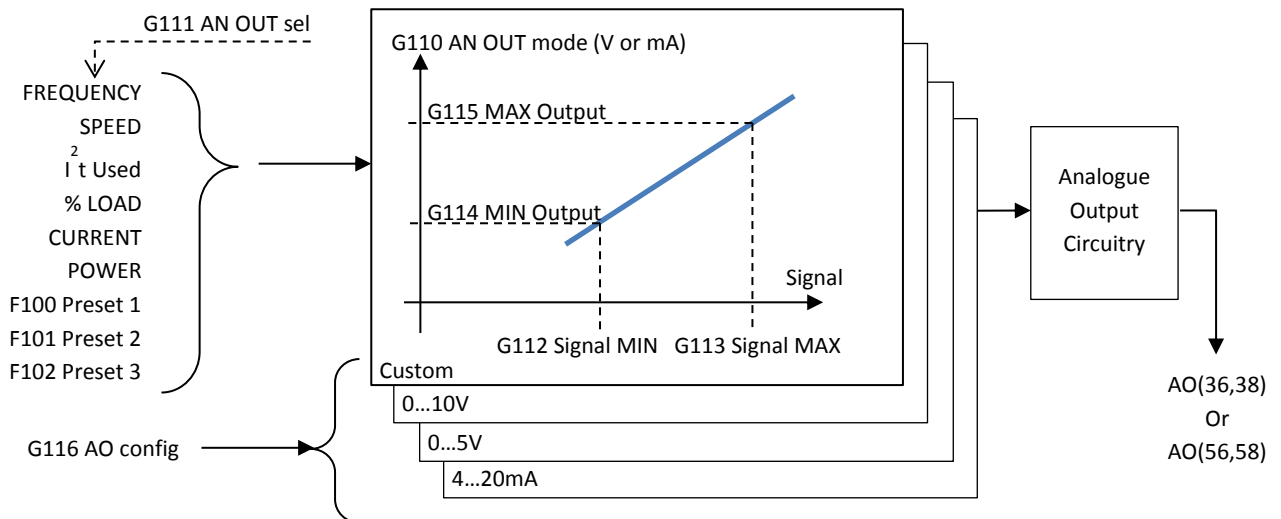 G111 AN OUT sel
FREQUENCY
SPEED
I²t Used
% LOAD
CURRENT
POWER
F100 Preset 1
F101 Preset 2
F102 Preset 3
G116 AO config
G110 AN OUT mode (V or mA)
G115 MAX Output
G114 MIN Output
Signal
G112 Signal MIN
G113 Signal MAX
Custom
0...10V
0...5V
4...20mA
Analogue
Output
Circuitry
AO(36,38)
Or
AO(56,58)